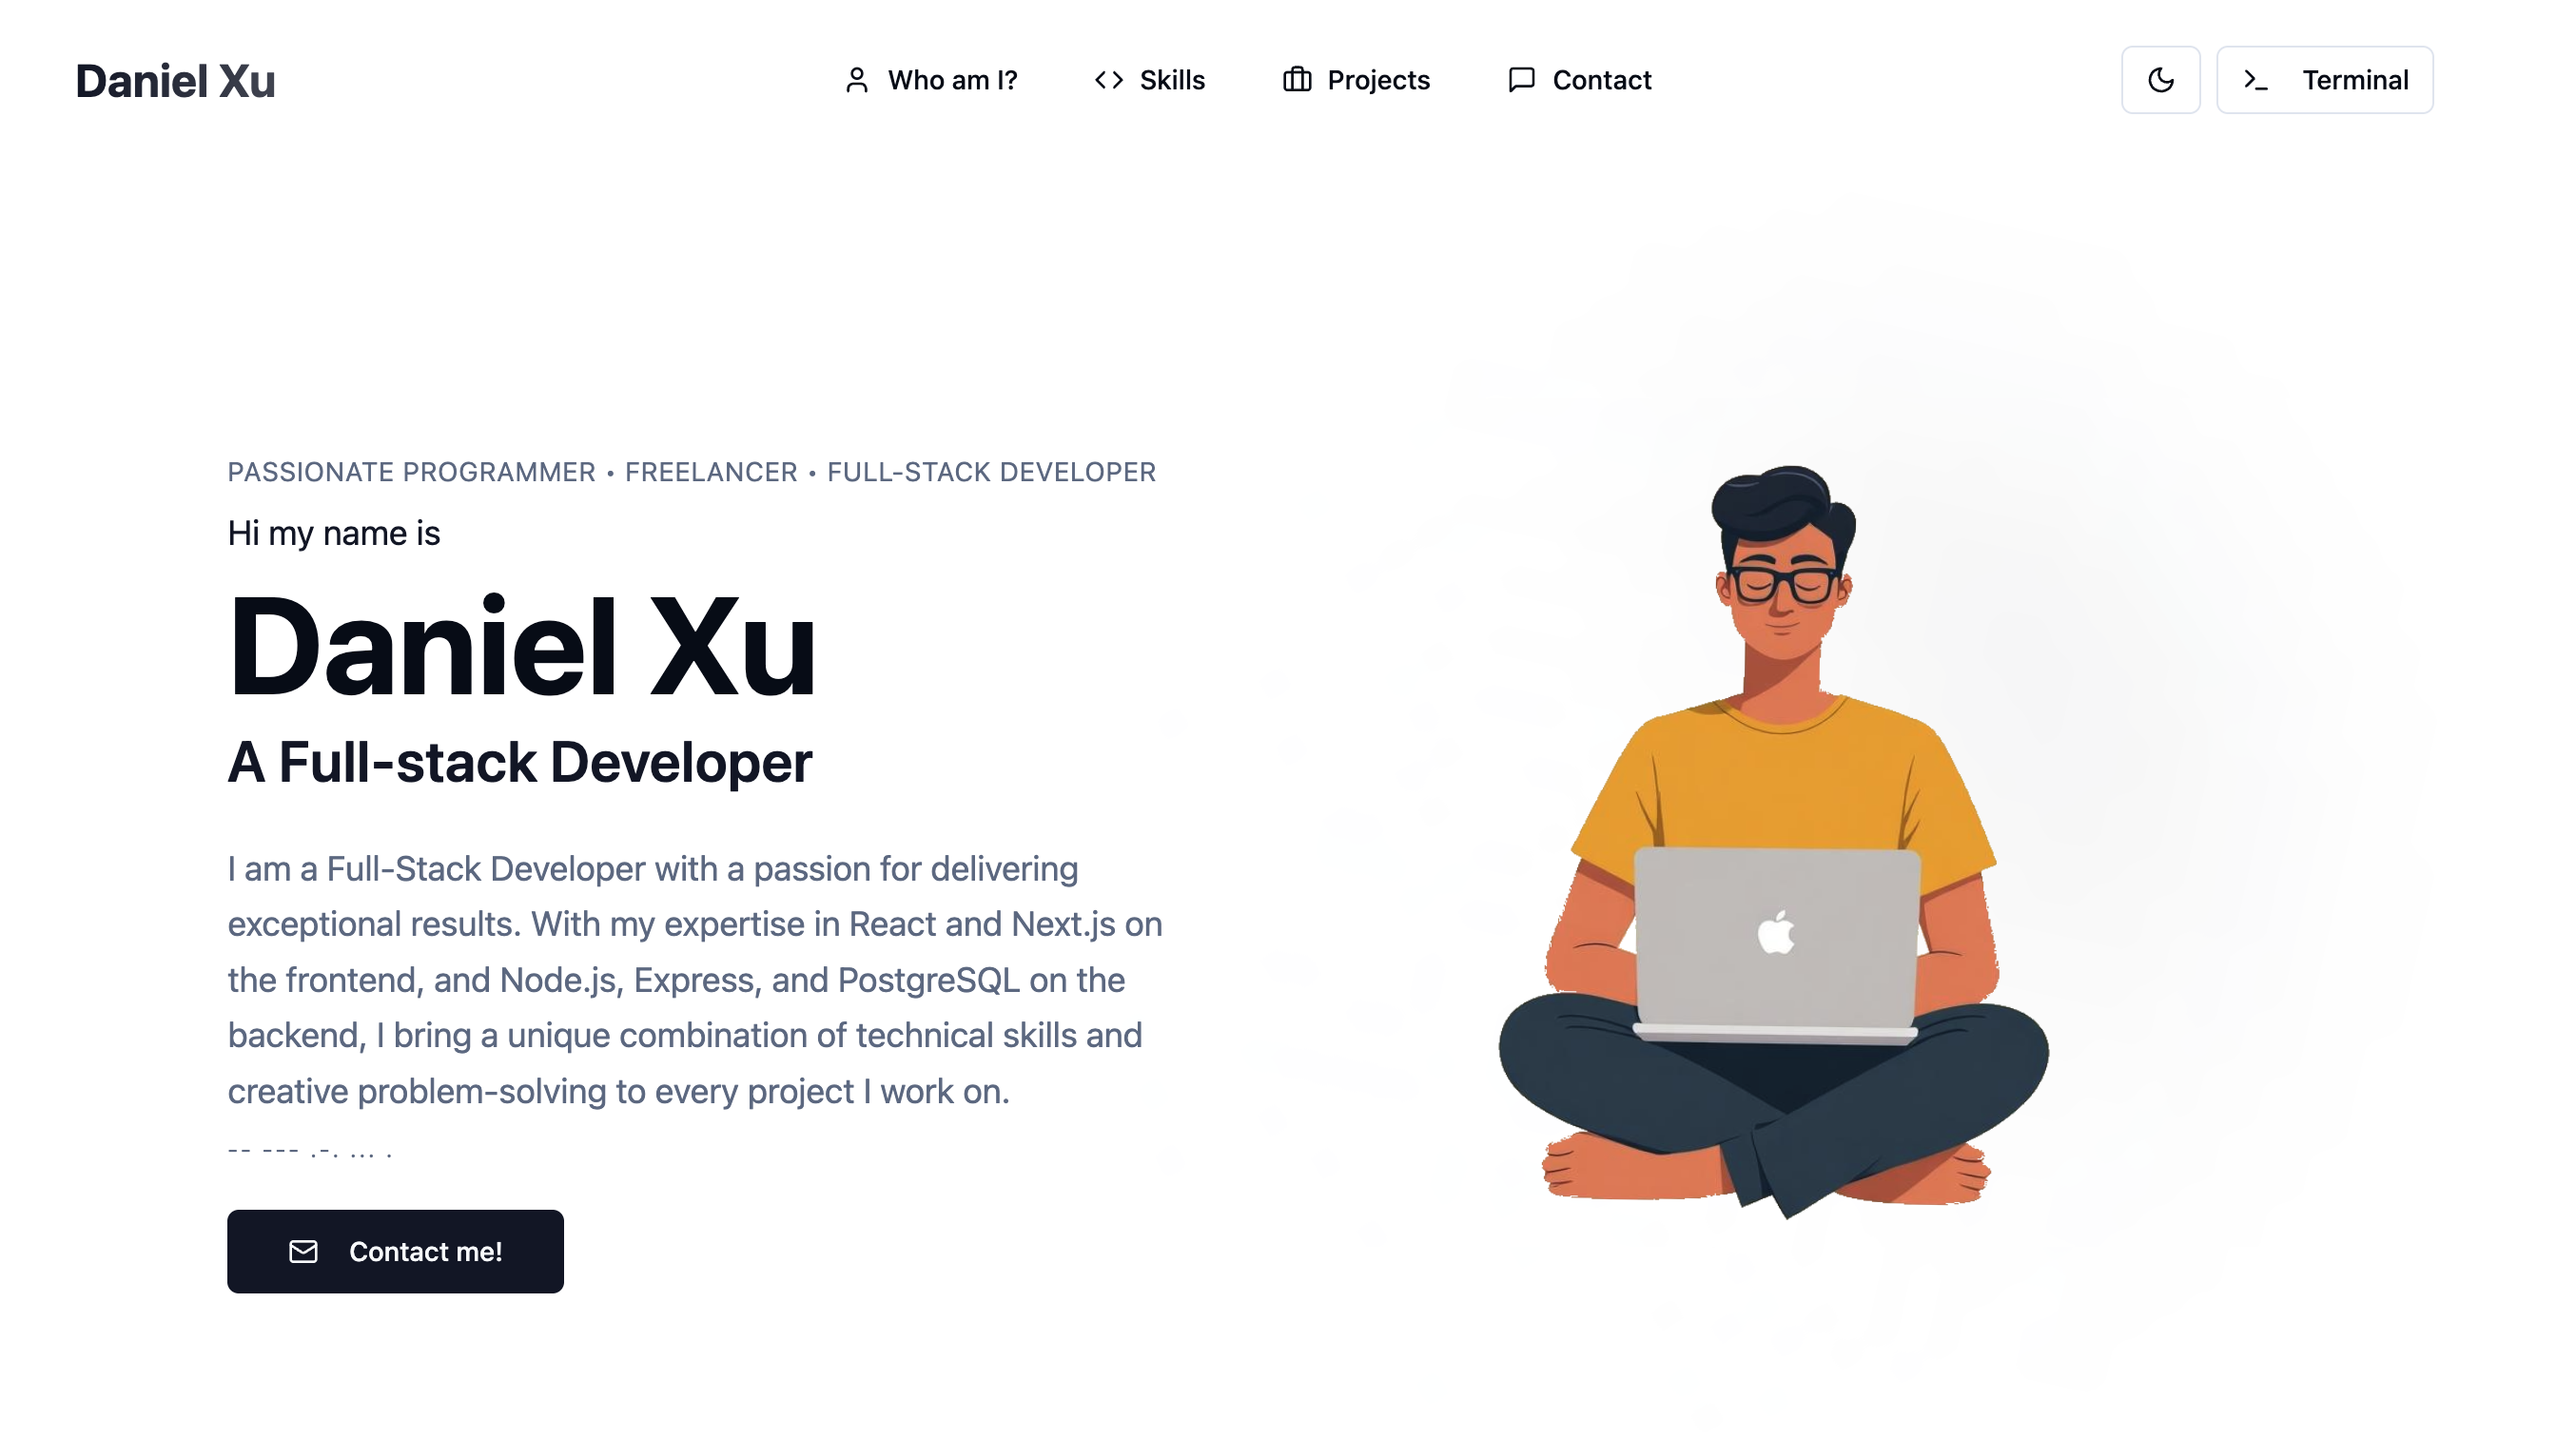 Daniel Xu
Who am I?
Skills
Projects
Contact
Terminal
PASSIONATE PROGRAMMER • FREELANCER • FULL-STACK DEVELOPER
Hi my name is
Daniel Xu
A Full-stack Developer
I am a Full-Stack Developer with a passion for delivering
exceptional results. With my expertise in React and Next.js on
the frontend, and Node.js, Express, and PostgreSQL on the
backend, I bring a unique combination of technical skills and
creative problem-solving to every project I work on.
-- --- .-. ... .
Contact me!